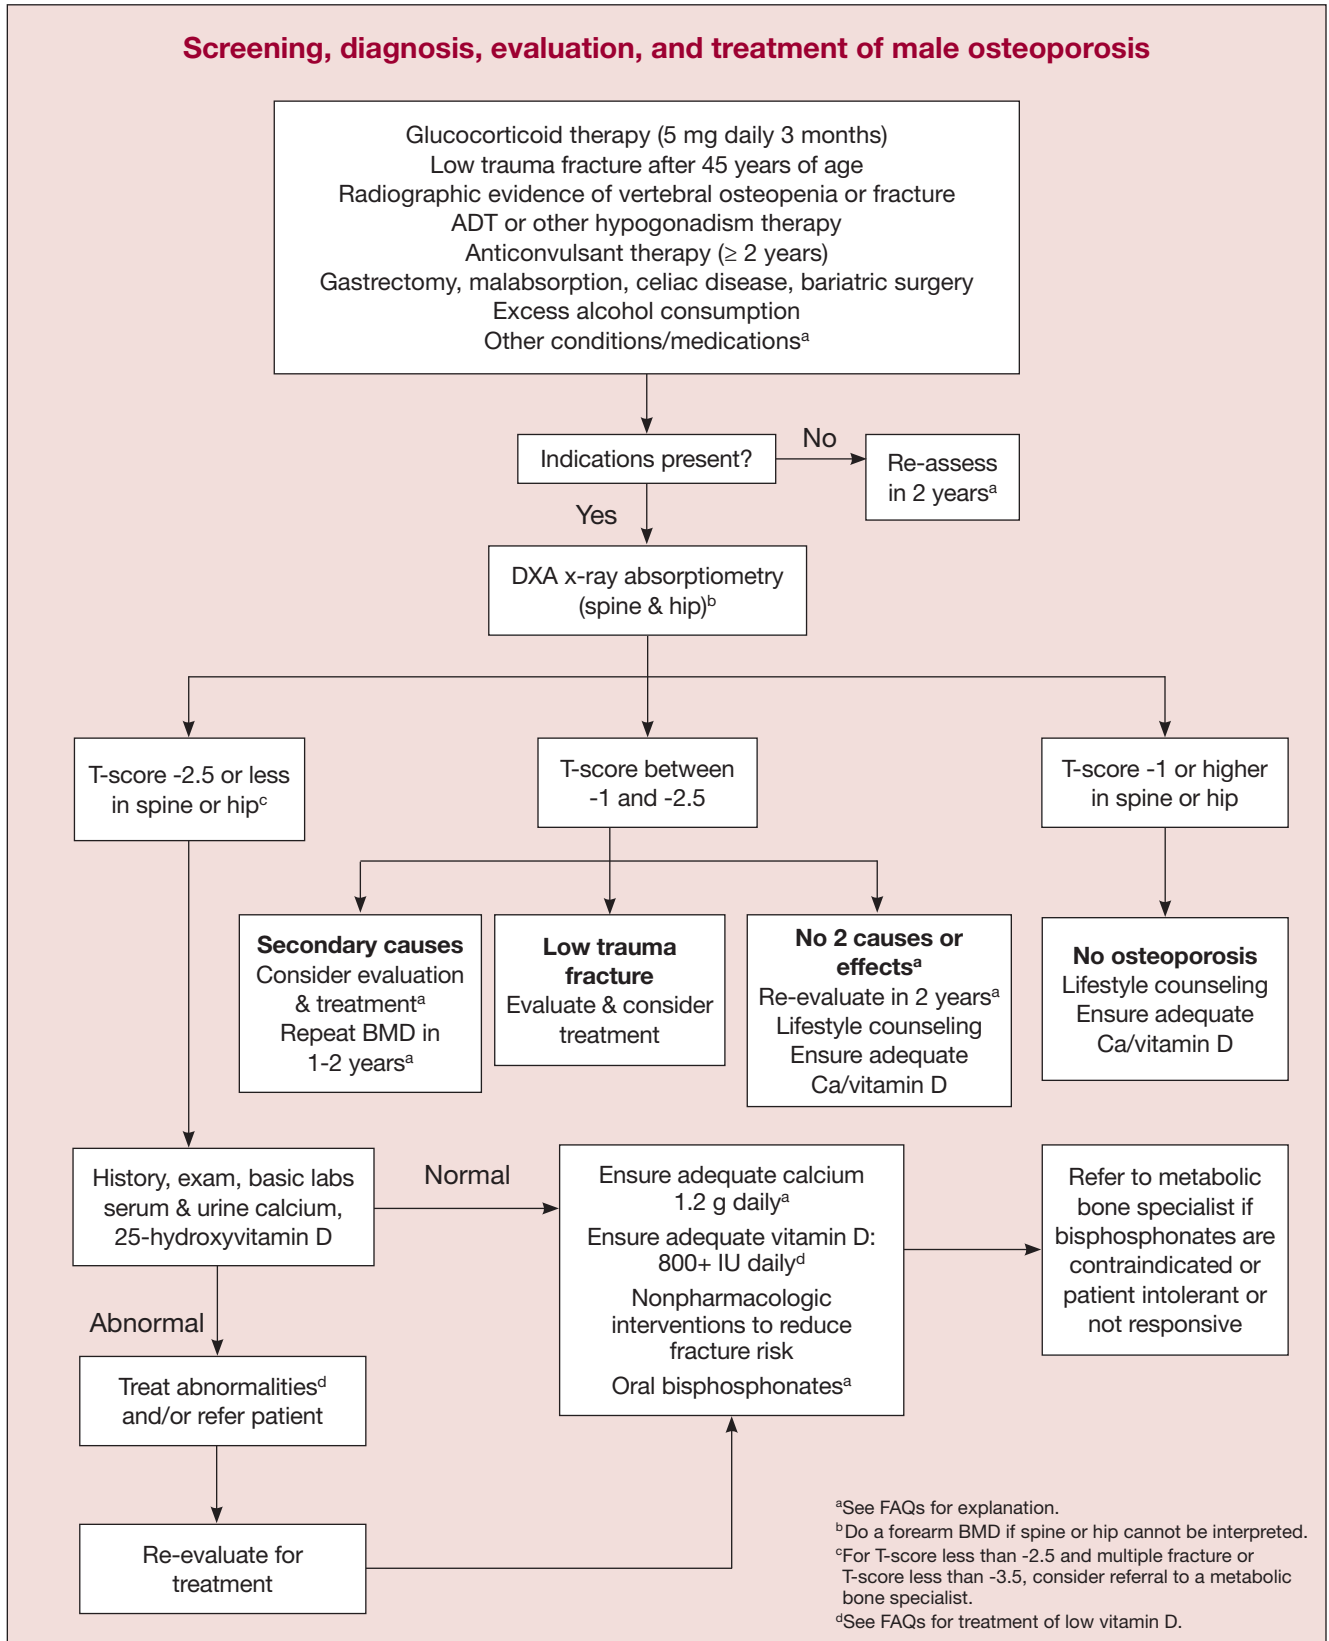 Screening, diagnosis, evaluation, and treatment of male osteoporosis
Glucocorticoid therapy (5 mg daily 3 months)
Low trauma fracture after 45 years of age
Radiographic evidence of vertebral osteopenia or fracture
ADT or other hypogonadism therapy
Anticonvulsant therapy (≥ 2 years)
Gastrectomy, malabsorption, celiac disease, bariatric surgery
Excess alcohol consumption
Other conditions/medicationsᵃ
Indications present?
No
Re-assess
in 2 yearsᵃ
Yes
DXA x-ray absorptiometry
(spine & hip)ᵇ
T-score -2.5 or less
in spine or hipᶜ
T-score between
-1 and -2.5
T-score -1 or higher
in spine or hip
Secondary causes
Consider evaluation
& treatmentᵃ
Repeat BMD in
1-2 yearsᵃ
Low trauma
fracture
Evaluate & consider
treatment
No 2 causes or
effectsᵃ
Re-evaluate in 2 yearsᵃ
Lifestyle counseling
Ensure adequate
Ca/vitamin D
No osteoporosis
Lifestyle counseling
Ensure adequate
Ca/vitamin D
History, exam, basic labs
serum & urine calcium,
25-hydroxyvitamin D
Normal
Ensure adequate calcium
1.2 g dailyᵃ
Ensure adequate vitamin D:
800+ IU dailyᵈ
Nonpharmacologic
interventions to reduce
fracture risk
Oral bisphosphonatesᵃ
Refer to metabolic
bone specialist if
bisphosphonates are
contraindicated or
patient intolerant or
not responsive
Abnormal
Treat abnormalitiesᵈ
and/or refer patient
Re-evaluate for
treatment
ᵃSee FAQs for explanation.
ᵇDo a forearm BMD if spine or hip cannot be interpreted.
ᶜFor T-score less than -2.5 and multiple fracture or
T-score less than -3.5, consider referral to a metabolic
bone specialist.
ᵈSee FAQs for treatment of low vitamin D.